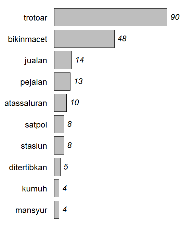 trotoar 90
bikinmacet 48
jualan 14
pejalan 13
atassaluran 10
satpol 8
stasiun 8
ditertibkan 5
kumuh 4
mansyur 4